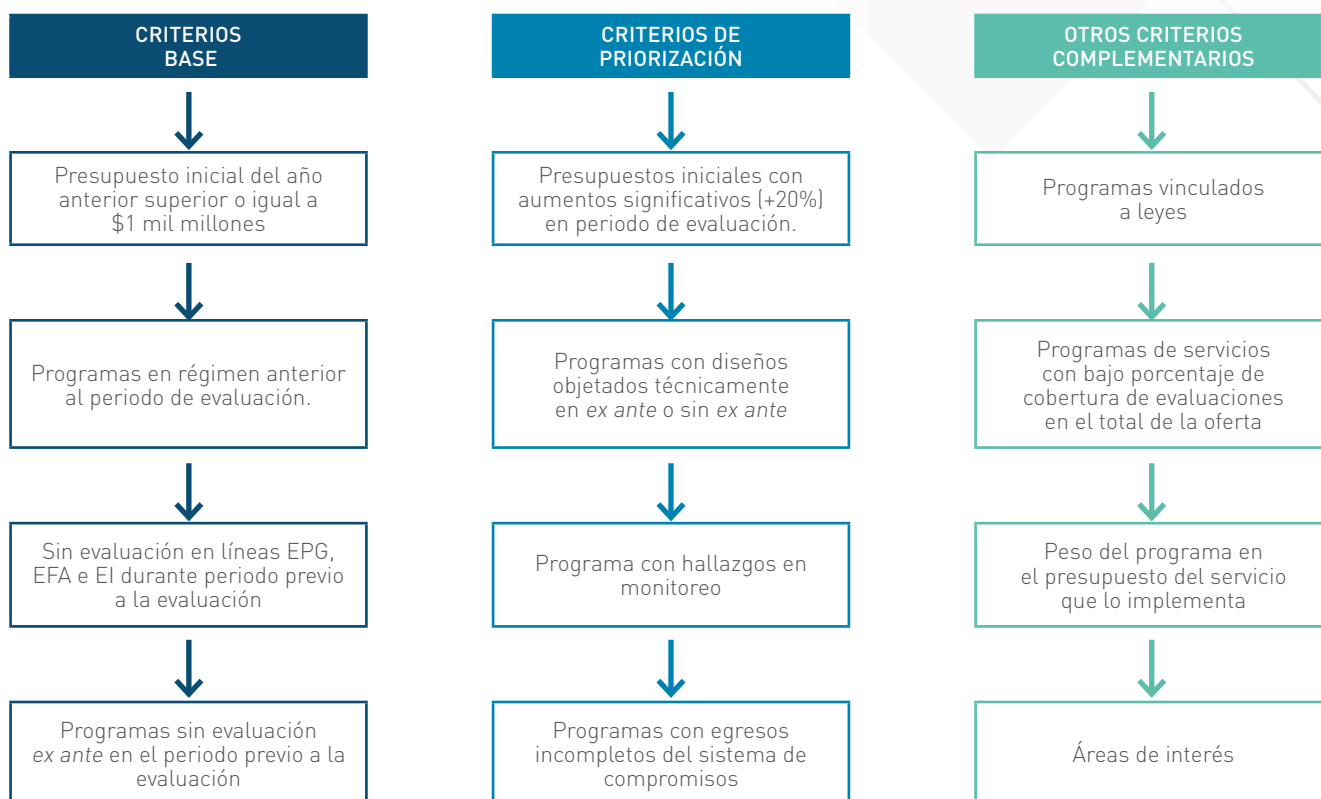 CRITERIOS
BASE
Presupuesto inicial del año
anterior superior o igual a
$1 mil millones
Programas en régimen anterior
al periodo de evaluación.
Sin evaluación en líneas EPG,
EFA e EI durante periodo previo
a la evaluación
Programas sin evaluación
ex ante en el periodo previo a la
evaluación
CRITERIOS DE
PRIORIZACIÓN
Presupuestos iniciales con
aumentos significativos (+20%)
en periodo de evaluación.
Programas con diseños
objetados técnicamente
en ex ante o sin ex ante
Programa con hallazgos en
monitoreo
Programas con egresos
incompletos del sistema de
compromisos
OTROS CRITERIOS
COMPLEMENTARIOS
Programas vinculados
a leyes
Programas de servicios
con bajo porcentaje de
cobertura de evaluaciones
en el total de la oferta
Peso del programa en
el presupuesto del servicio
que lo implementa
Áreas de interés